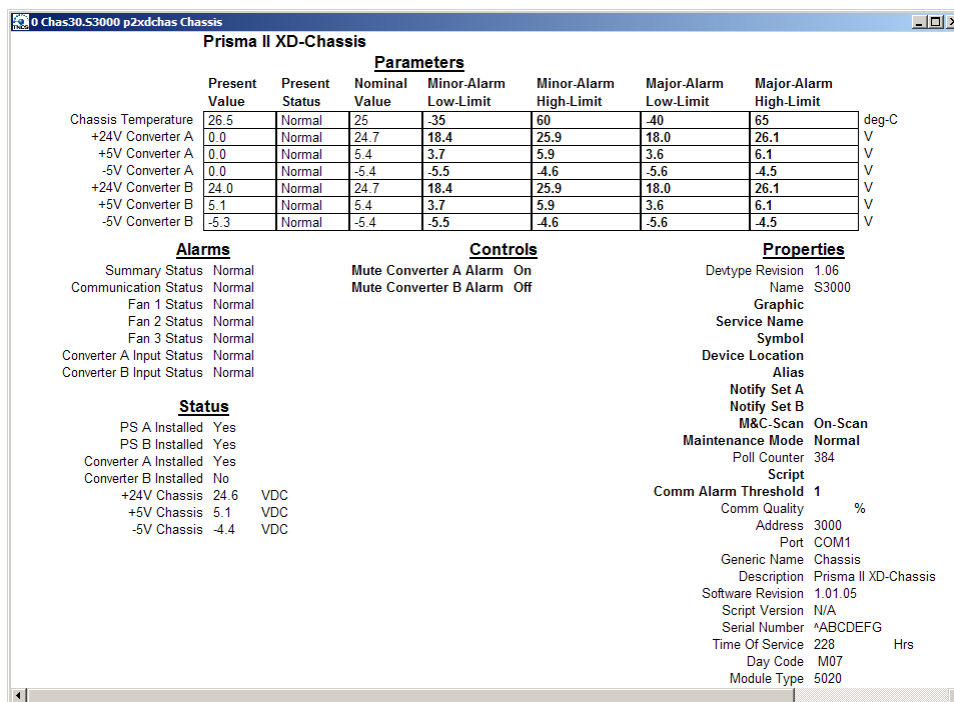 TNCS 0 Chas30.S3000 p2xdchas Chassis
Prisma II XD-Chassis
Parameters
Present Present Nominal Minor-Alarm Minor-Alarm Major-Alarm Major-Alarm
Value Status Value Low-Limit High-Limit Low-Limit High-Limit
Chassis Temperature 26.5 Normal 25 -35 60 -40 65 deg-C
+24V Converter A 0.0 Normal 24.7 18.4 25.9 18.0 26.1 V
+5V Converter A 0.0 Normal 5.4 3.7 5.9 3.6 6.1 V
-5V Converter A 0.0 Normal -5.4 -5.5 -4.6 -5.6 -4.5 V
+24V Converter B 24.0 Normal 24.7 18.4 25.9 18.0 26.1 V
+5V Converter B 5.1 Normal 5.4 3.7 5.9 3.6 6.1 V
-5V Converter B -5.3 Normal -5.4 -5.5 -4.6 -5.6 -4.5 V
Alarms
Summary Status Normal
Communication Status Normal
Fan 1 Status Normal
Fan 2 Status Normal
Fan 3 Status Normal
Converter A Input Status Normal
Converter B Input Status Normal
Status
PS A Installed Yes
PS B Installed Yes
Converter A Installed Yes
Converter B Installed No
+24V Chassis 24.6 VDC
+5V Chassis 5.1 VDC
-5V Chassis -4.4 VDC
Controls
Mute Converter A Alarm On
Mute Converter B Alarm Off
Properties
Devtype Revision 1.06
Name S3000
Graphic
Service Name
Symbol
Device Location
Alias
Notify Set A
Notify Set B
M&C-Scan On-Scan
Maintenance Mode Normal
Poll Counter 384
Script
Comm Alarm Threshold 1
Comm Quality %
Address 3000
Port COM1
Generic Name Chassis
Description Prisma II XD-Chassis
Software Revision 1.01.05
Script Version N/A
Serial Number ^ABCDEFG
Time Of Service 228 Hrs
Day Code M07
Module Type 5020